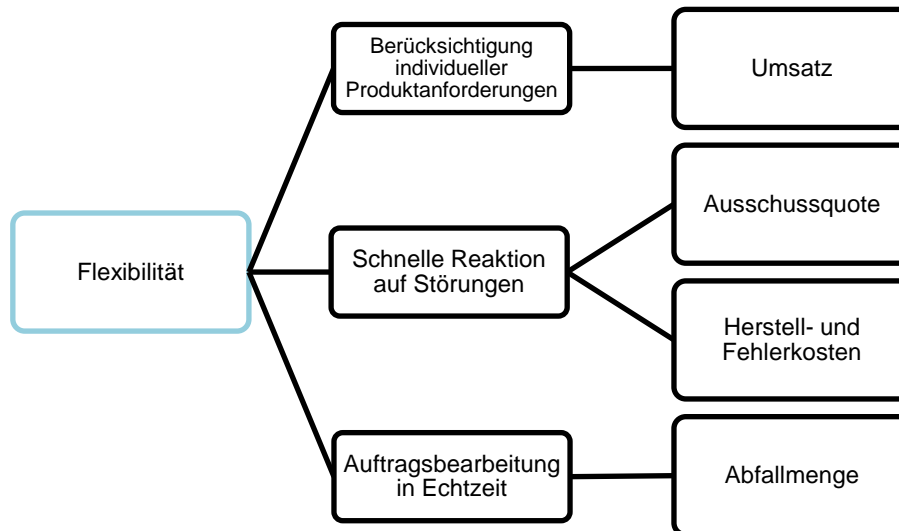 Berücksichtigung
individueller
Produktanforderungen
Umsatz
Flexibilität
Schnelle Reaktion
auf Störungen
Ausschussquote
Herstell- und
Fehlerkosten
Auftragsbearbeitung
in Echtzeit
Abfallmenge